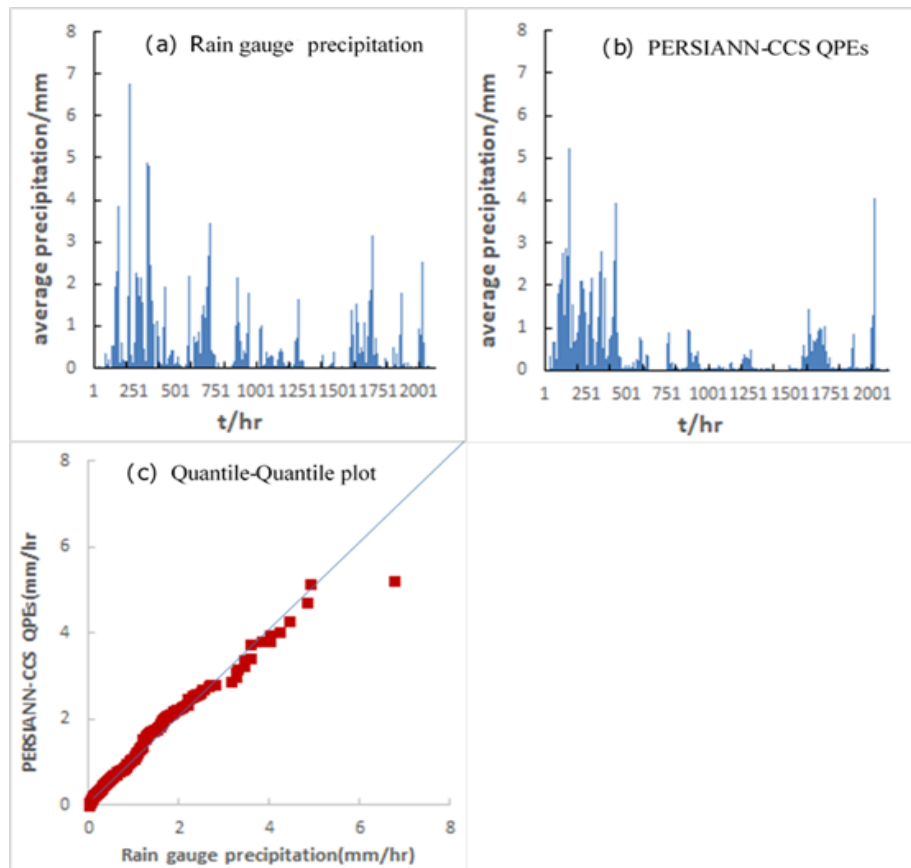 (a) Rain gauge precipitation
average precipitation/mm
8
7
6
5
4
3
2
1
0
1 251 501 751 1001 1251 1501 1751 2001
t/hr
(b) PERSIANN-CCS QPEs
average precipitation/mm
8
7
6
5
4
3
2
1
0
1 251 501 751 1001 1251 1501 1751 2001
t/hr
(c) Quantile-Quantile plot
PERSIANN-CCS QPEs(mm/hr)
8
6
4
2
0
0 2 4 6 8
Rain gauge precipitation(mm/hr)